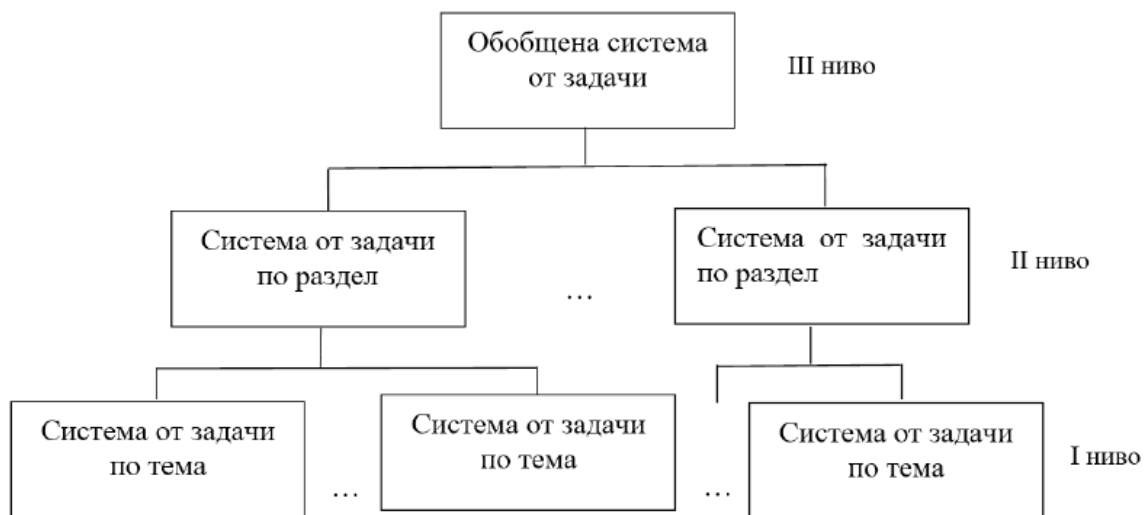 Обобщена система
от задачи
III ниво
Система от задачи
по раздел
...
Система от задачи
по раздел
II ниво
Система от задачи
по тема
...
Система от задачи
по тема
...
Система от задачи
по тема
I ниво